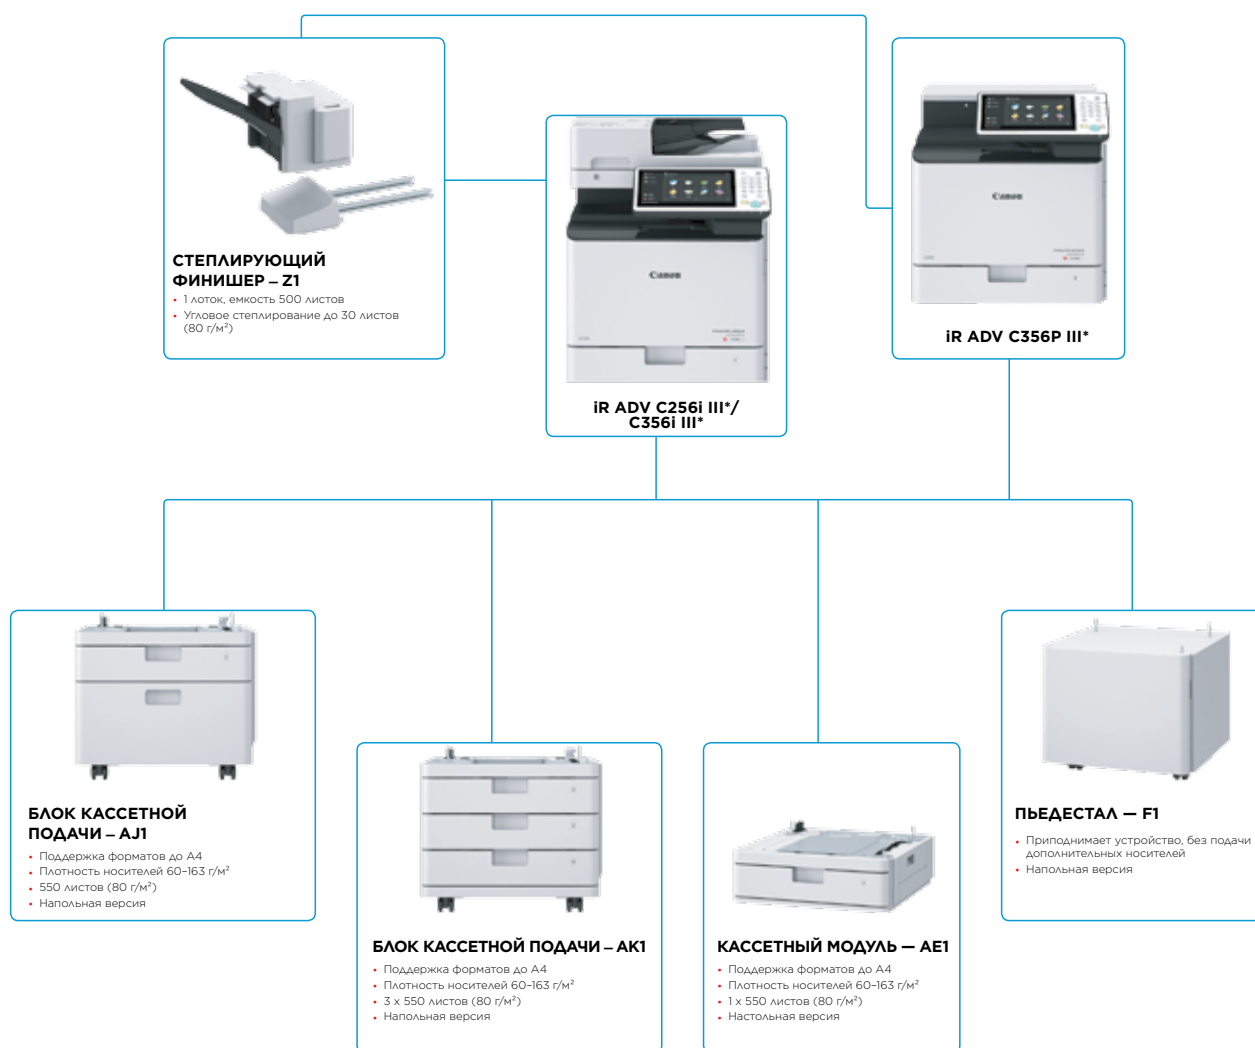 СТЕПЛИРУЮЩИЙ
ФИНИШЕР – Z1
• 1 лоток, емкость 500 листов
• Угловое степлирование до 30 листов
(80 г/м²)
Canon
iR ADV C256i III*/
C356i III*
Canon
iR ADV C356P III*
БЛОК КАССЕТНОЙ
ПОДАЧИ – AJ1
• Поддержка форматов до A4
• Плотность носителей 60–163 г/м²
• 550 листов (80 г/м²)
• Напольная версия
БЛОК КАССЕТНОЙ ПОДАЧИ – AK1
• Поддержка форматов до A4
• Плотность носителей 60–163 г/м²
• 3 x 550 листов (80 г/м²)
• Напольная версия
КАССЕТНЫЙ МОДУЛЬ — AE1
• Поддержка форматов до A4
• Плотность носителей 60–163 г/м²
• 1 x 550 листов (80 г/м²)
• Настольная версия
ПЬЕДЕСТАЛ — F1
• Приподнимает устройство, без подачи
дополнительных носителей
• Напольная версия